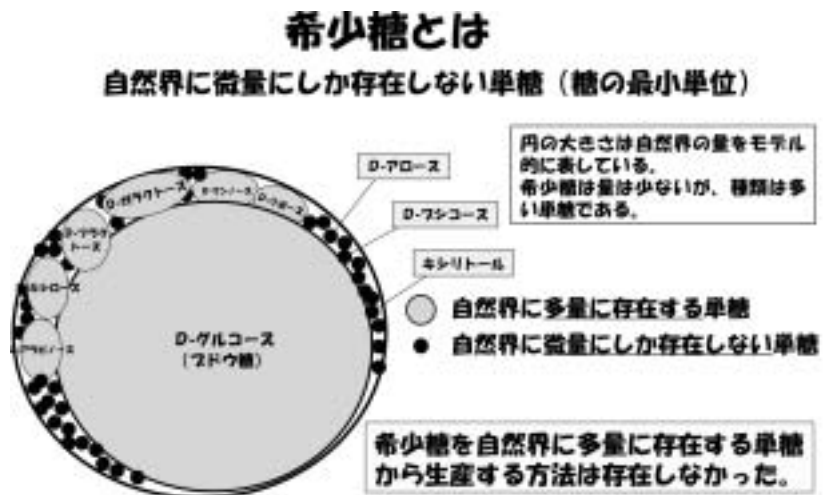 希少糖とは
自然界に微量にしか存在しない単糖（糖の最小単位）
円の大きさは自然界の量をモデル
的に表している。
希少糖は量は少ないが、種類は多
い単糖である。
D-アロース
D-プシコース
キシリトール
D-ガラクトース
D-マンノース
D-リボース
キシロース
D-グルコース
(ブドウ糖)
自然界に多量に存在する単糖
自然界に微量にしか存在しない単糖
希少糖を自然界に多量に存在する単糖
から生産する方法は存在しなかった。